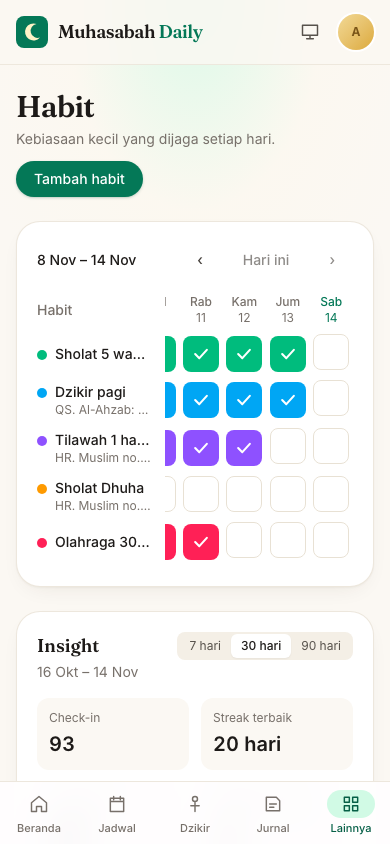 Muhasabah Daily
A
Habit
Kebiasaan kecil yang dijaga setiap hari.
Tambah habit
8 Nov – 14 Nov
‹
Hari ini
›
Habit
Rab
11
Kam
12
Jum
13
Sab
14
Sholat 5 wa...
Dzikir pagi
QS. Al-Ahzab: ...
Tilawah 1 ha...
HR. Muslim no....
Sholat Dhuha
HR. Muslim no....
Olahraga 30...
Insight
7 hari
30 hari
90 hari
16 Okt – 14 Nov
Check-in
93
Streak terbaik
20 hari
Beranda
Jadwal
Dzikir
Jurnal
Lainnya